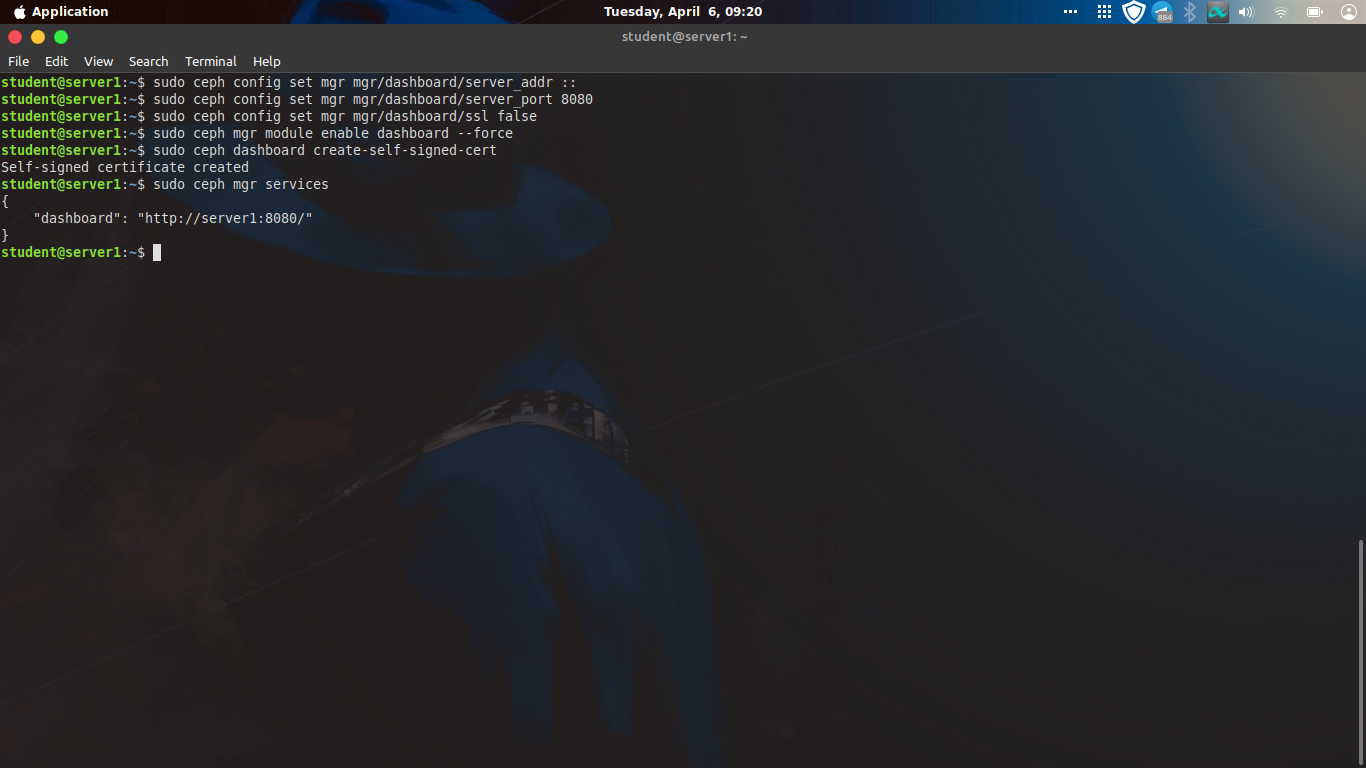 Application
Tuesday, April 6, 09:20
884
student@server1: ~
File Edit View Search Terminal Help
student@server1:~$ sudo ceph config set mgr mgr/dashboard/server_addr ::
student@server1:~$ sudo ceph config set mgr mgr/dashboard/server_port 8080
student@server1:~$ sudo ceph config set mgr mgr/dashboard/ssl false
student@server1:~$ sudo ceph mgr module enable dashboard --force
student@server1:~$ sudo ceph dashboard create-self-signed-cert
Self-signed certificate created
student@server1:~$ sudo ceph mgr services
{
    "dashboard": "http://server1:8080/"
}
student@server1:~$